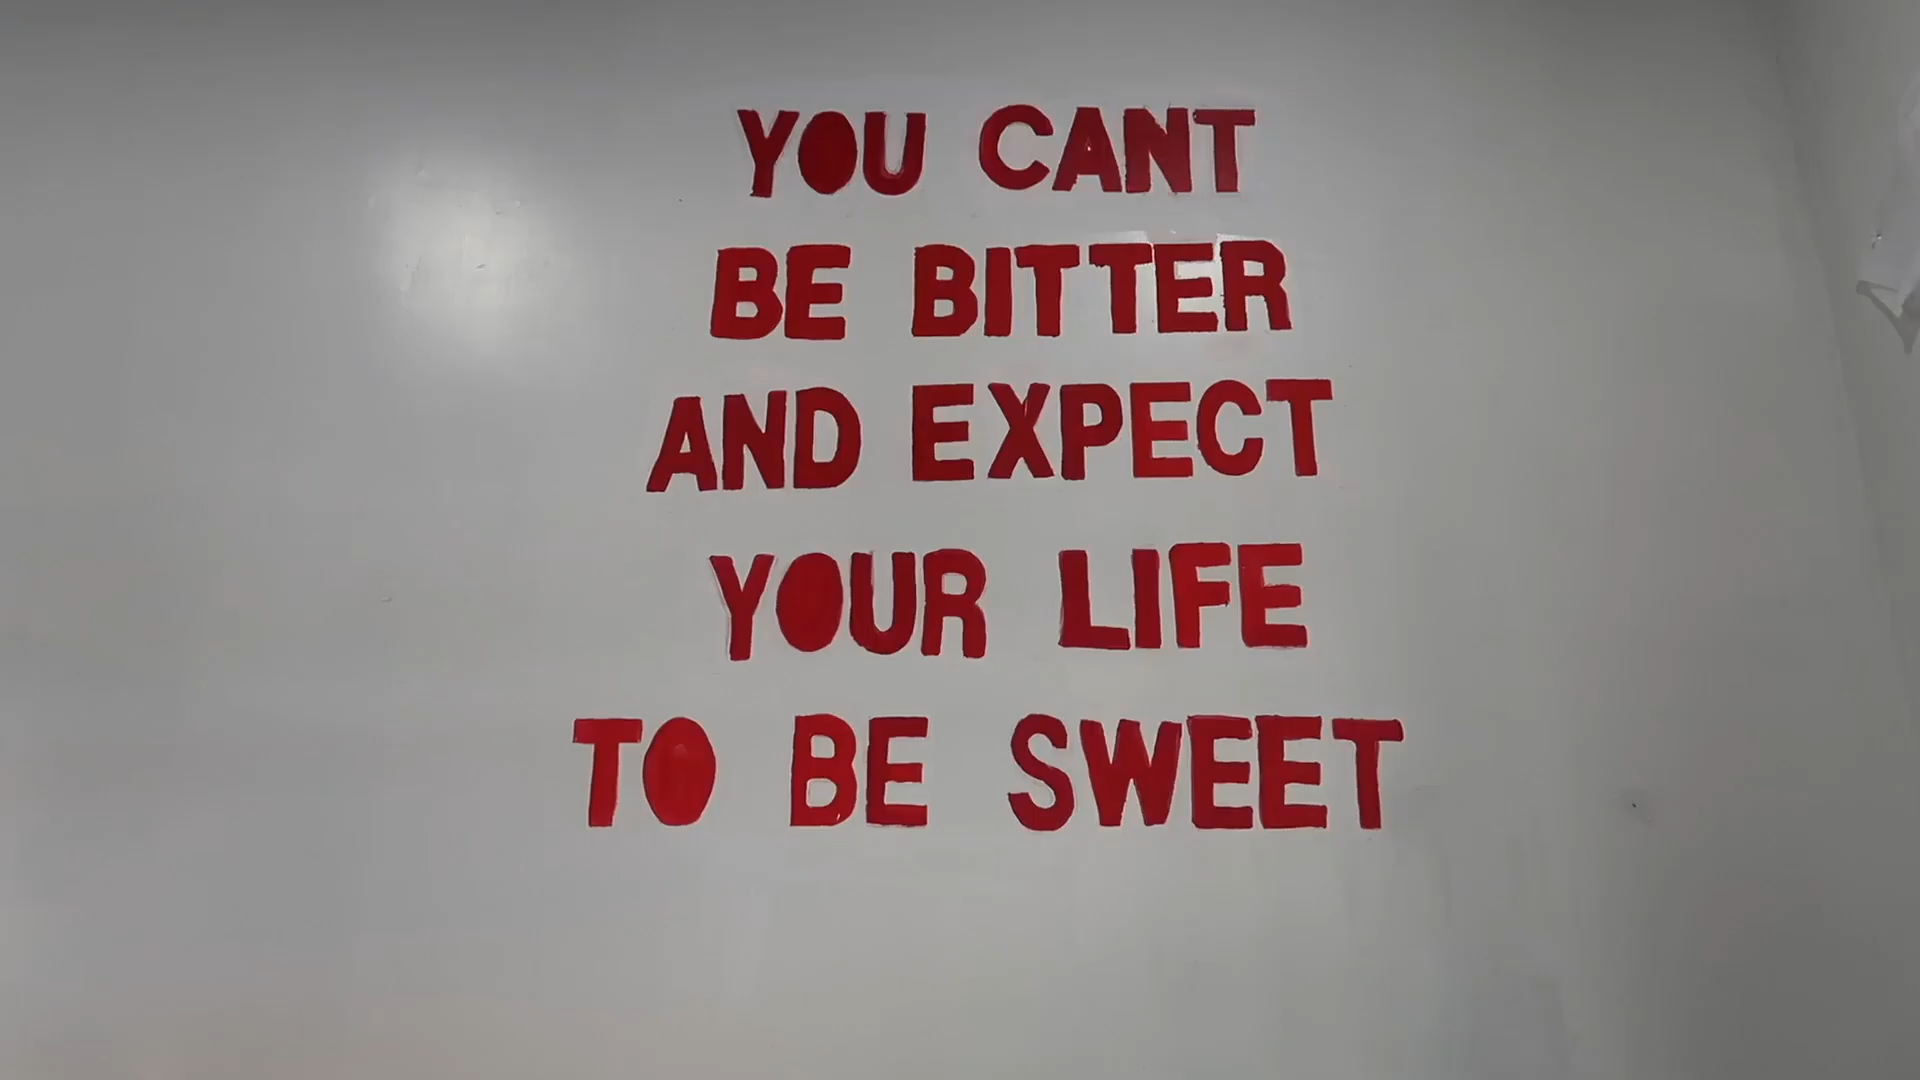 YOU CANT
BE BITTER
AND EXPECT
YOUR LIFE
TO BE SWEET